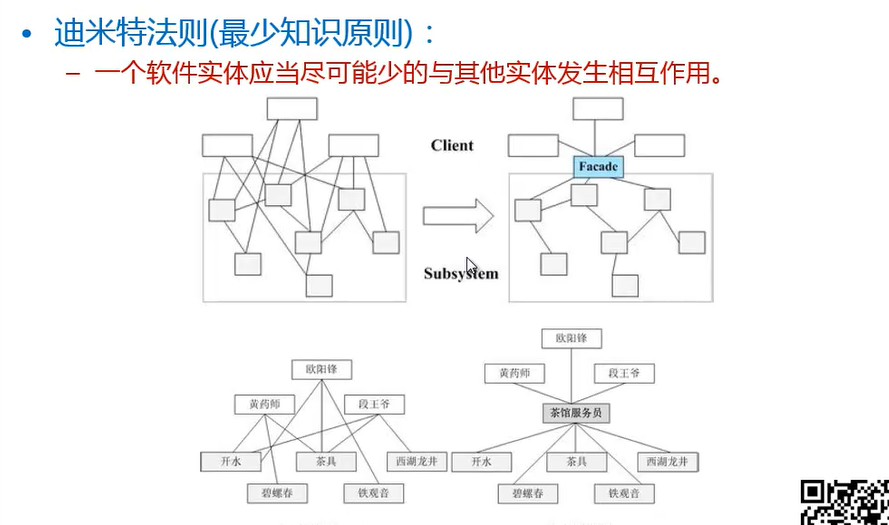 • 迪米特法则(最少知识原则)：
– 一个软件实体应当尽可能少的与其他实体发生相互作用。
Client
Facade
Subsystem
欧阳锋
黄药师
段王爷
开水
茶具
西湖龙井
碧螺春
铁观音
欧阳锋
黄药师
段王爷
茶馆服务员
开水
茶具
西湖龙井
碧螺春
铁观音